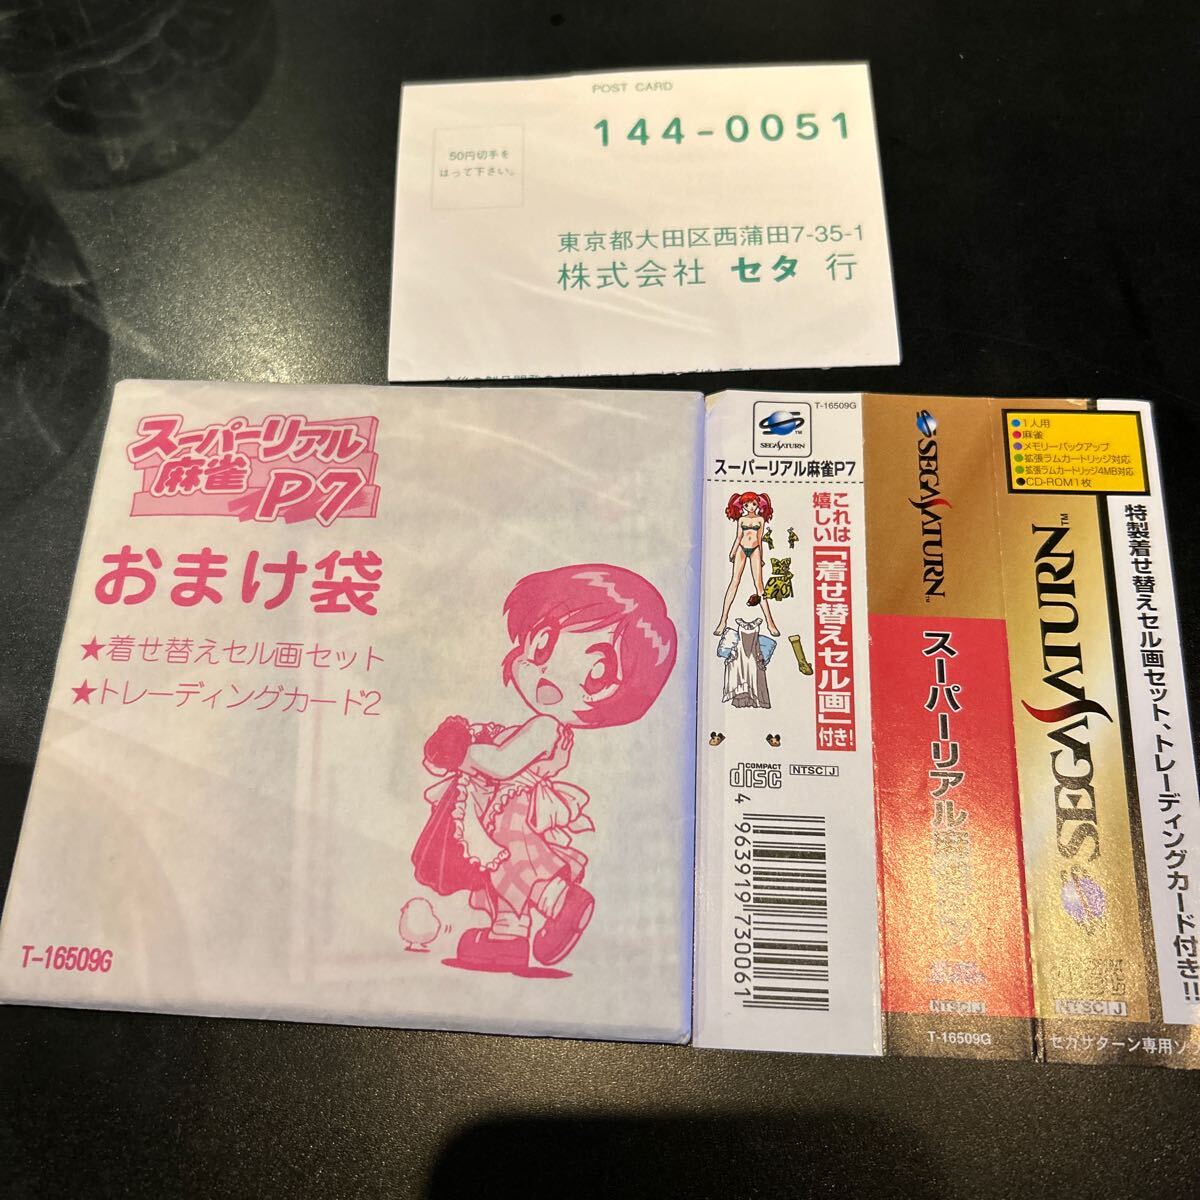 POST CARD
144-0051
50円切手を
はって下さい。
東京都大田区西蒲田7-35-1
株式会社 セタ 行
スーパーリアル
麻雀
P7
おまけ袋
★着せ替えセル画セット
★トレーディングカード2
T-16509G
T-16509G
SEGA SATURN
スーパーリアル麻雀P7
これは
嬉しい
「着せ替えセル画」付き!
COMPACT
disc
NTSC J
4 963919 730061
SEGA SATURN™
スーパーリアル麻雀P7
NTSC J
T-16509G
●1人用
●麻雀
●メモリーバックアップ
●拡張ラムカートリッジ対応
●拡張ラムカートリッジ4MB対応
●CD-ROM1枚
SEGA SATURN™
NTSC J
セガサターン専用ソ
特製着せ替えセル画セット、トレーディングカード付き!!